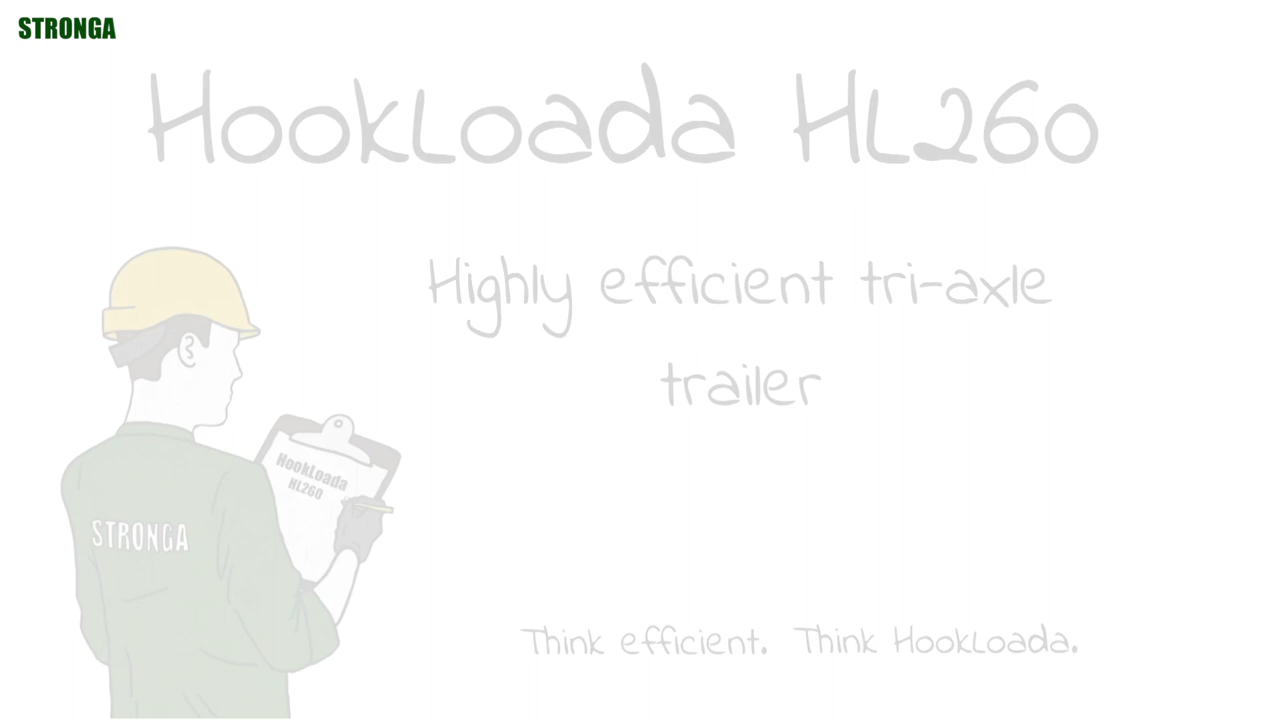 STRONGA
HookLoada HL260
Highly efficient tri-axle
trailer
HookLoada
HL260
STRONGA
Think efficient. Think HookLoada.